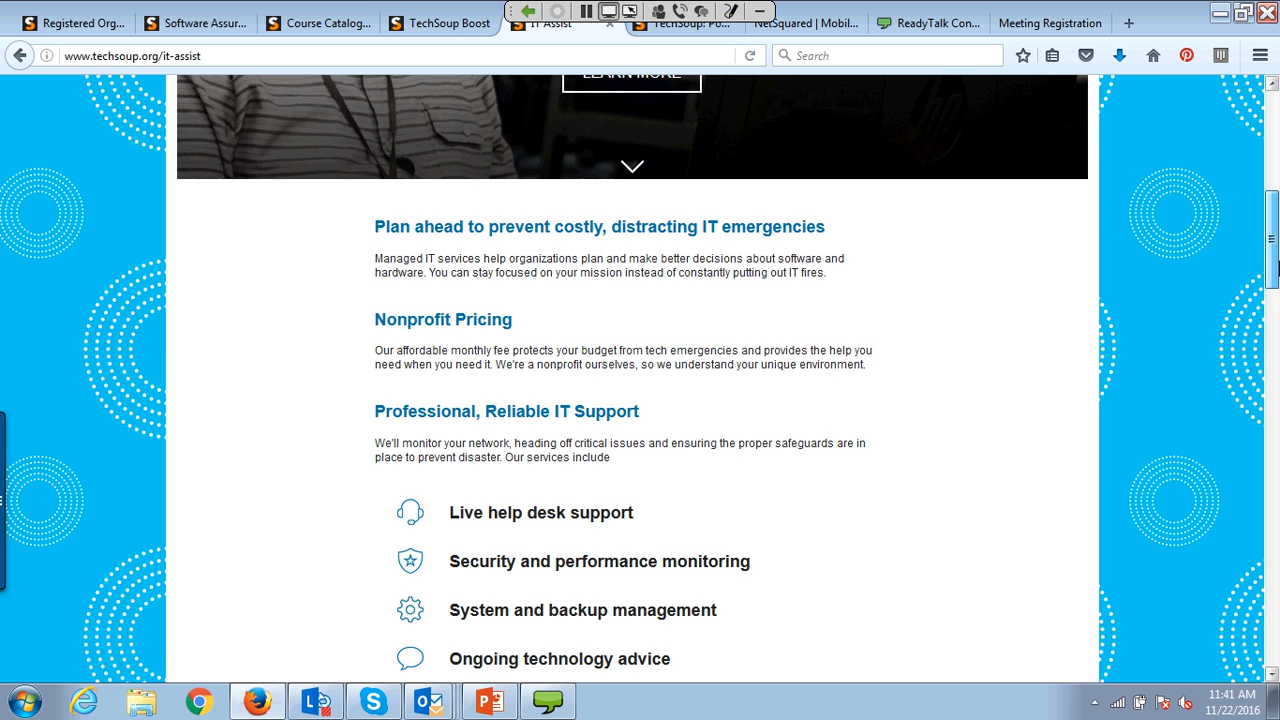 Registered Org...
Software Assur...
Course Catalog...
TechSoup Boost
IT Assist
TechSoup: Po...
NetSquared | Mobil...
ReadyTalk Con...
Meeting Registration
www.techsoup.org/it-assist
Search
LEARN MORE
Plan ahead to prevent costly, distracting IT emergencies
Managed IT services help organizations plan and make better decisions about software and
hardware. You can stay focused on your mission instead of constantly putting out IT fires.
Nonprofit Pricing
Our affordable monthly fee protects your budget from tech emergencies and provides the help you
need when you need it. We're a nonprofit ourselves, so we understand your unique environment.
Professional, Reliable IT Support
We'll monitor your network, heading off critical issues and ensuring the proper safeguards are in
place to prevent disaster. Our services include
Live help desk support
Security and performance monitoring
System and backup management
Ongoing technology advice
11:41 AM
11/22/2016